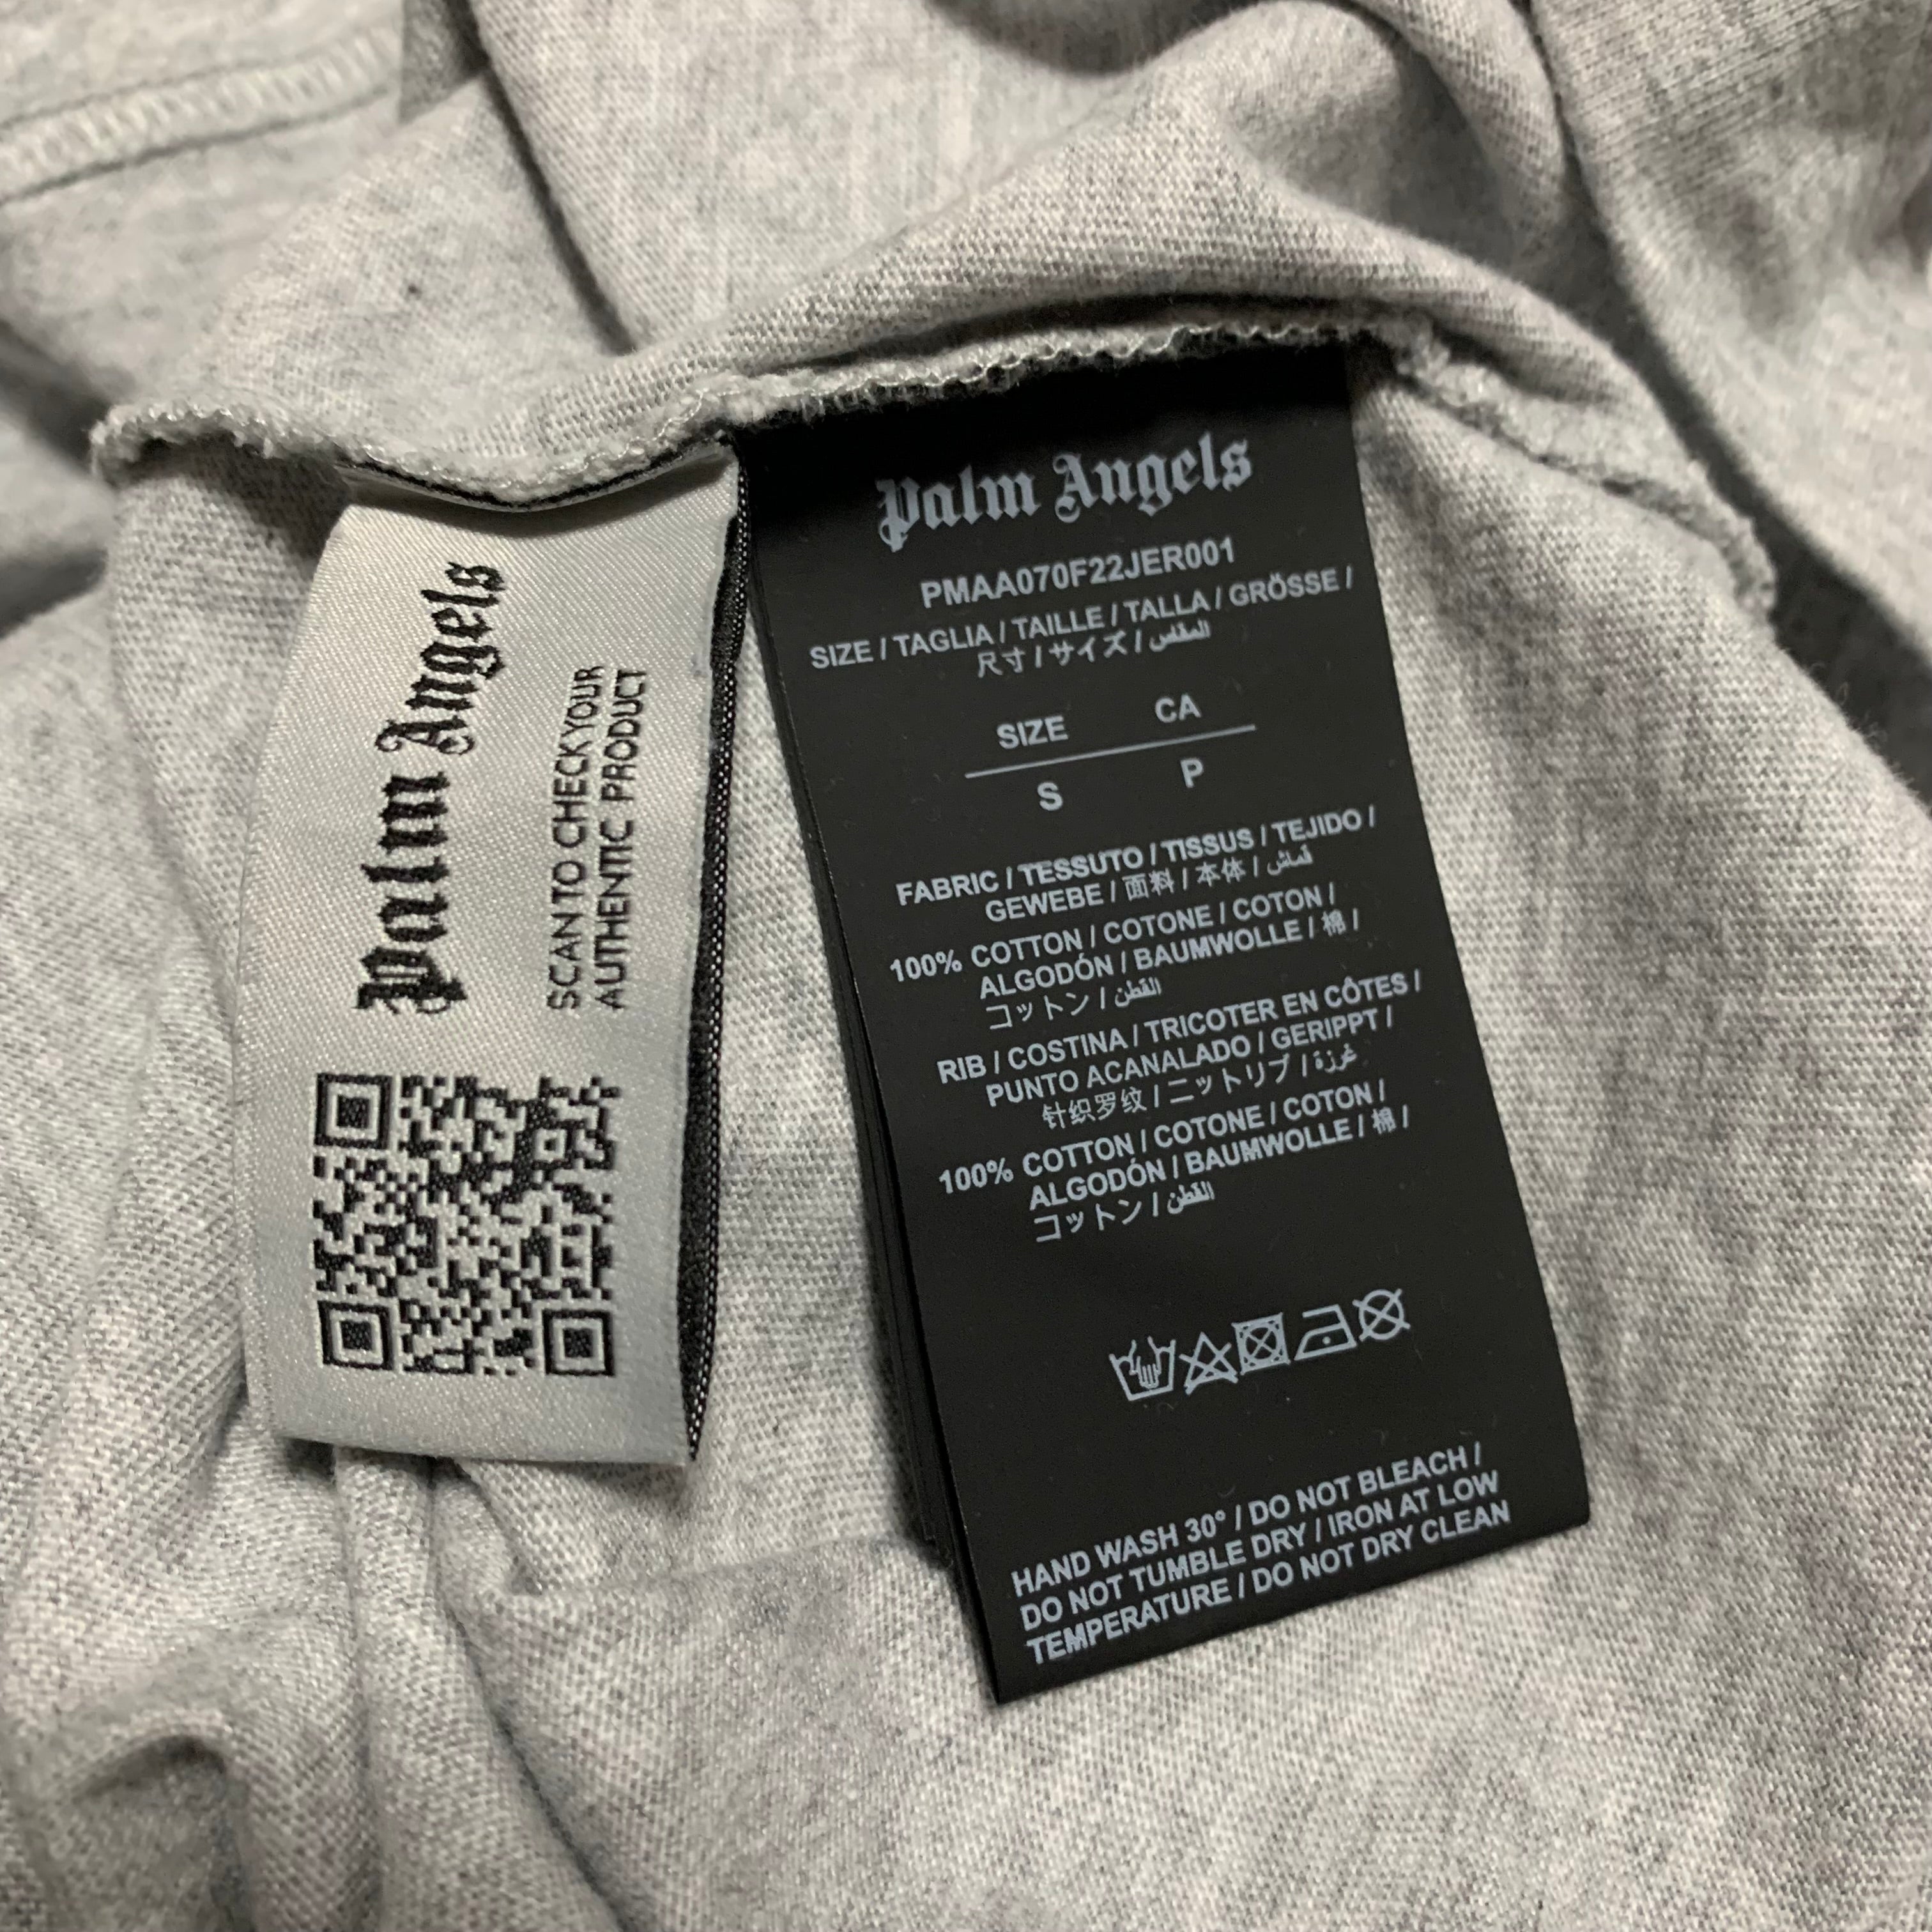 Palm Angels
SCAN TO CHECK YOUR
AUTHENTIC PRODUCT
Palm Angels
PMAA070F22JER001
SIZE / TAGLIA / TAILLE / TALLA / GRÖSSE /
尺寸 / サイズ / المقاس
SIZE CA
S P
FABRIC / TESSUTO / TISSUS / TEJIDO /
GEWEBE / 面料 / 本体 / قماش
100% COTTON / COTONE / COTON /
ALGODÓN / BAUMWOLLE / 棉 /
コットン / القطن
RIB / COSTINA / TRICOTER EN CÔTES /
PUNTO ACANALADO / GERIPPT /
针织罗纹 / ニットリブ / غرزة
100% COTTON / COTONE / COTON /
ALGODÓN / BAUMWOLLE / 棉 /
コットン / القطن
HAND WASH 30° / DO NOT BLEACH /
DO NOT TUMBLE DRY / IRON AT LOW
TEMPERATURE / DO NOT DRY CLEAN